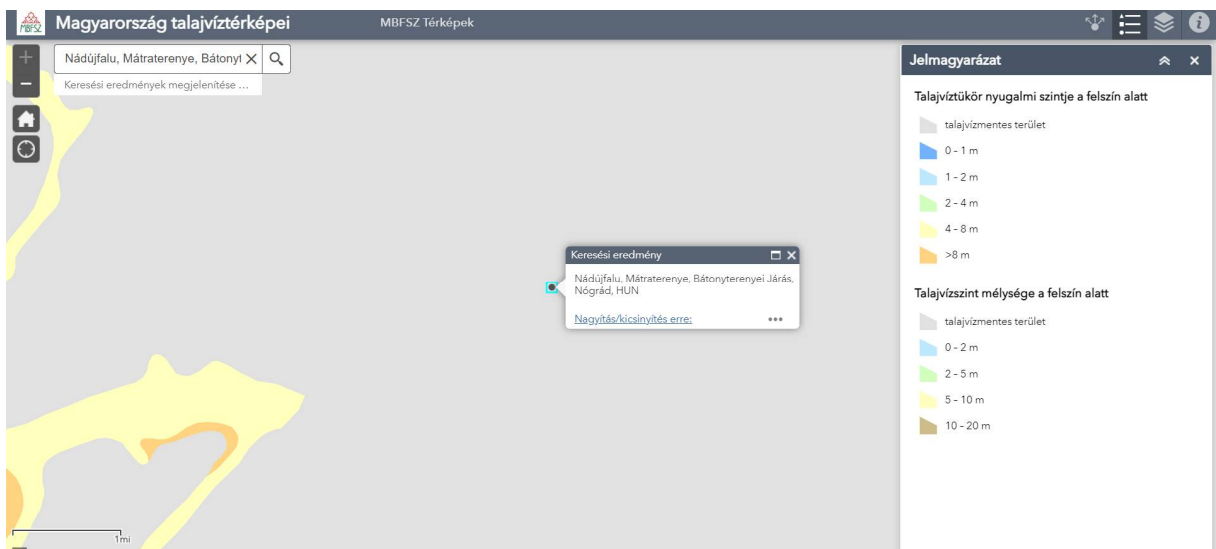 MBFSZ
Magyarország talajvíztérképei
MBFSZ Térképek
Nádújfalu, Mátraterenye, Bátonyt
Keresési eredmények megjelenítése ...
Keresési eredmény
Nádújfalu, Mátraterenye, Bátonyterenyei Járás,
Nógrád, HUN
Nagyítás/kicsinyítés erre:
1mi
Jelmagyarázat
Talajvíztükör nyugalmi szintje a felszín alatt
talajvízmentes terület
0 - 1 m
1 - 2 m
2 - 4 m
4 - 8 m
>8 m
Talajvízszint mélysége a felszín alatt
talajvízmentes terület
0 - 2 m
2 - 5 m
5 - 10 m
10 - 20 m